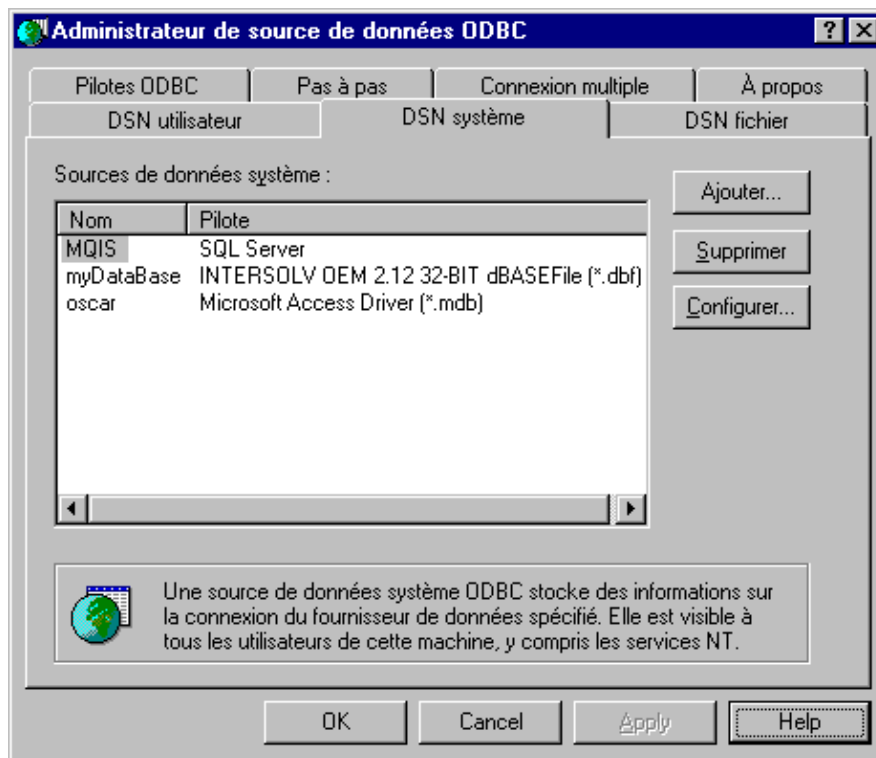 Administrateur de source de données ODBC
Pilotes ODBC Pas à pas Connexion multiple À propos
DSN utilisateur DSN système DSN fichier
Sources de données système :
Ajouter...
Nom Pilote
MQIS SQL Server
Supprimer
myDataBase INTERSOLV OEM 2.12 32-BIT dBASEFile (*.dbf)
oscar Microsoft Access Driver (*.mdb)
Configurer...
Une source de données système ODBC stocke des informations sur
la connexion du fournisseur de données spécifié. Elle est visible à
tous les utilisateurs de cette machine, y compris les services NT.
OK Cancel Apply Help